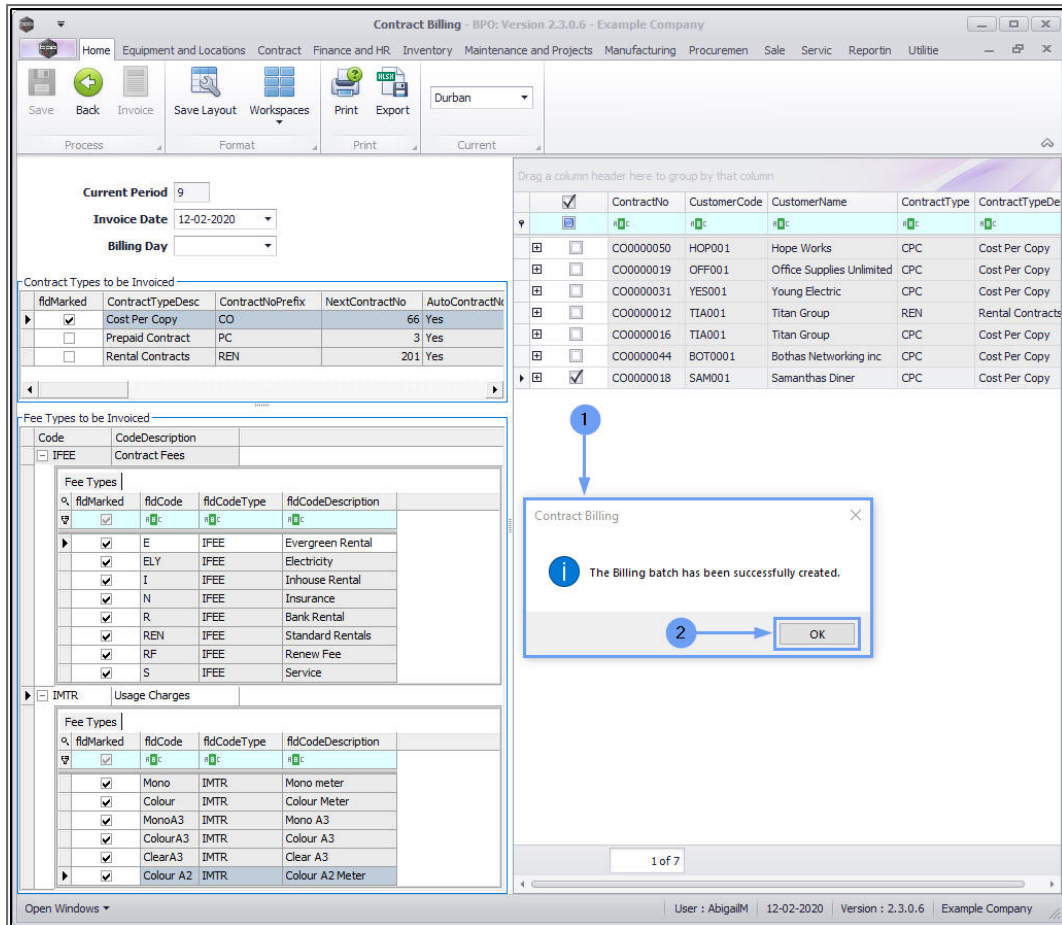 Contract Billing - BPO: Version 2.3.0.6 - Example Company
Home Equipment and Locations Contract Finance and HR Inventory Maintenance and Projects Manufacturing Procuremen Sale Servic Reportin Utilitie
Save Back Invoice Save Layout Workspaces Print Export Durban
Process Format Print Current
Current Period 9
Invoice Date 12-02-2020
Billing Day
Contract Types to be Invoiced
fldMarked ContractTypeDesc ContractNoPrefix NextContractNo AutoContractNo
Cost Per Copy CO 66 Yes
Prepaid Contract PC 3 Yes
Rental Contracts REN 201 Yes
Fee Types to be Invoiced
Code CodeDescription
IFEE Contract Fees
Fee Types
fldMarked fldCode fldCodeType fldCodeDescription
E IFEE Evergreen Rental
ELY IFEE Electricity
I IFEE Inhouse Rental
N IFEE Insurance
R IFEE Bank Rental
REN IFEE Standard Rentals
RF IFEE Renew Fee
S IFEE Service
IMTR Usage Charges
Fee Types
fldMarked fldCode fldCodeType fldCodeDescription
Mono IMTR Mono meter
Colour IMTR Colour Meter
MonoA3 IMTR Mono A3
ColourA3 IMTR Colour A3
ClearA3 IMTR Clear A3
Colour A2 IMTR Colour A2 Meter
Drag a column header here to group by that column
ContractNo CustomerCode CustomerName ContractType ContractTypeDe
CO0000050 HOP001 Hope Works CPC Cost Per Copy
CO0000019 OFF001 Office Supplies Unlimited CPC Cost Per Copy
CO0000031 YES001 Young Electric CPC Cost Per Copy
CO0000012 TIA001 Titan Group REN Rental Contracts
CO0000016 TIA001 Titan Group CPC Cost Per Copy
CO0000044 BOT0001 Bothas Networking inc CPC Cost Per Copy
CO0000018 SAM001 Samanthas Diner CPC Cost Per Copy
1
Contract Billing
The Billing batch has been successfully created.
2 OK
1 of 7
Open Windows User : AbigailM 12-02-2020 Version : 2.3.0.6 Example Company